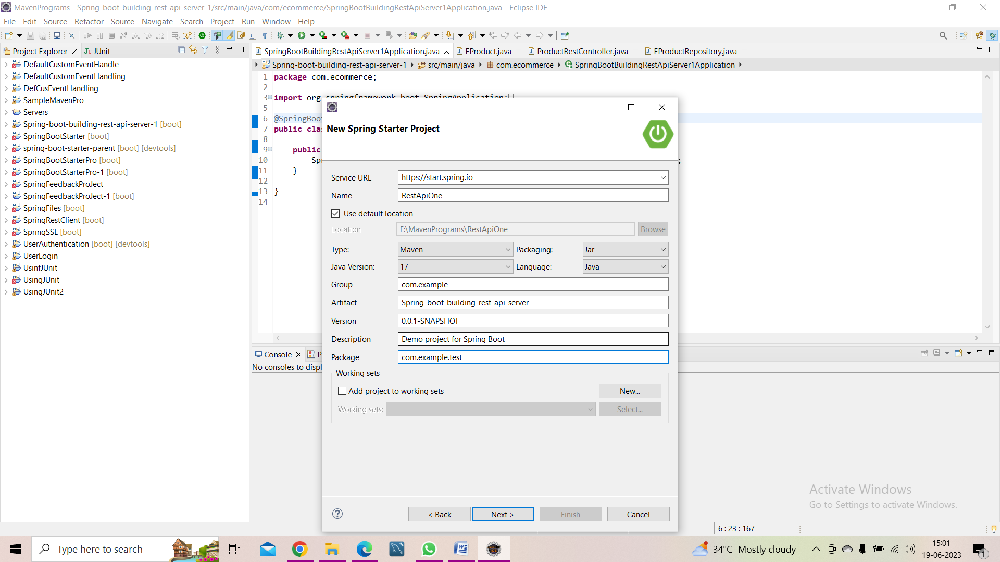 MavenPrograms - Spring-boot-building-rest-api-server-1/src/main/java/com/ecommerce/SpringBootBuildingRestApiServer1Application.java - Eclipse IDE
File Edit Source Refactor Source Navigate Search Project Run Window Help
Project Explorer
JUnit
DefaultCustomEventHandle
DefaultCustomEventHandling
DefCusEventHandling
SampleMavenPro
Servers
Spring-boot-building-rest-api-server-1 [boot]
SpringBootStarter [boot]
spring-boot-starter-parent [boot] [devtools]
SpringBootStarterPro [boot]
SpringBootStarterPro-1 [boot]
SpringFeedbackProJect
SpringFeedbackProJect-1 [boot]
SpringFiles [boot]
SpringRestClient [boot]
SpringSSL [boot]
UserAuthentication [boot] [devtools]
UserLogin
UsinfJUnit
UsingJUnit
UsingJUnit2
SpringBootBuildingRestApiServer1Application.java
EProduct.java
ProductRestController.java
EProductRepository.java
Spring-boot-building-rest-api-server-1
src/main/java
com.ecommerce
SpringBootBuildingRestApiServer1Application
1 package com.ecommerce;
2
3 import org.springframework.boot.SpringApplication;
5
6 @SpringBoot
7 public clas
8
9 public
10 Spr ;
11 }
12
13 }
14
New Spring Starter Project
Service URL https://start.spring.io
Name RestApiOne
Use default location
Location F:\MavenPrograms\RestApiOne Browse
Type: Maven Packaging: Jar
Java Version: 17 Language: Java
Group com.example
Artifact Spring-boot-building-rest-api-server
Version 0.0.1-SNAPSHOT
Description Demo project for Spring Boot
Package com.example.test
Working sets
Add project to working sets New...
Working sets: Select...
< Back Next > Finish Cancel
Console
No consoles to displ
Activate Windows
Go to Settings to activate Windows.
6 : 23 : 167
Type here to search
34°C Mostly cloudy
15:01
19-06-2023
1